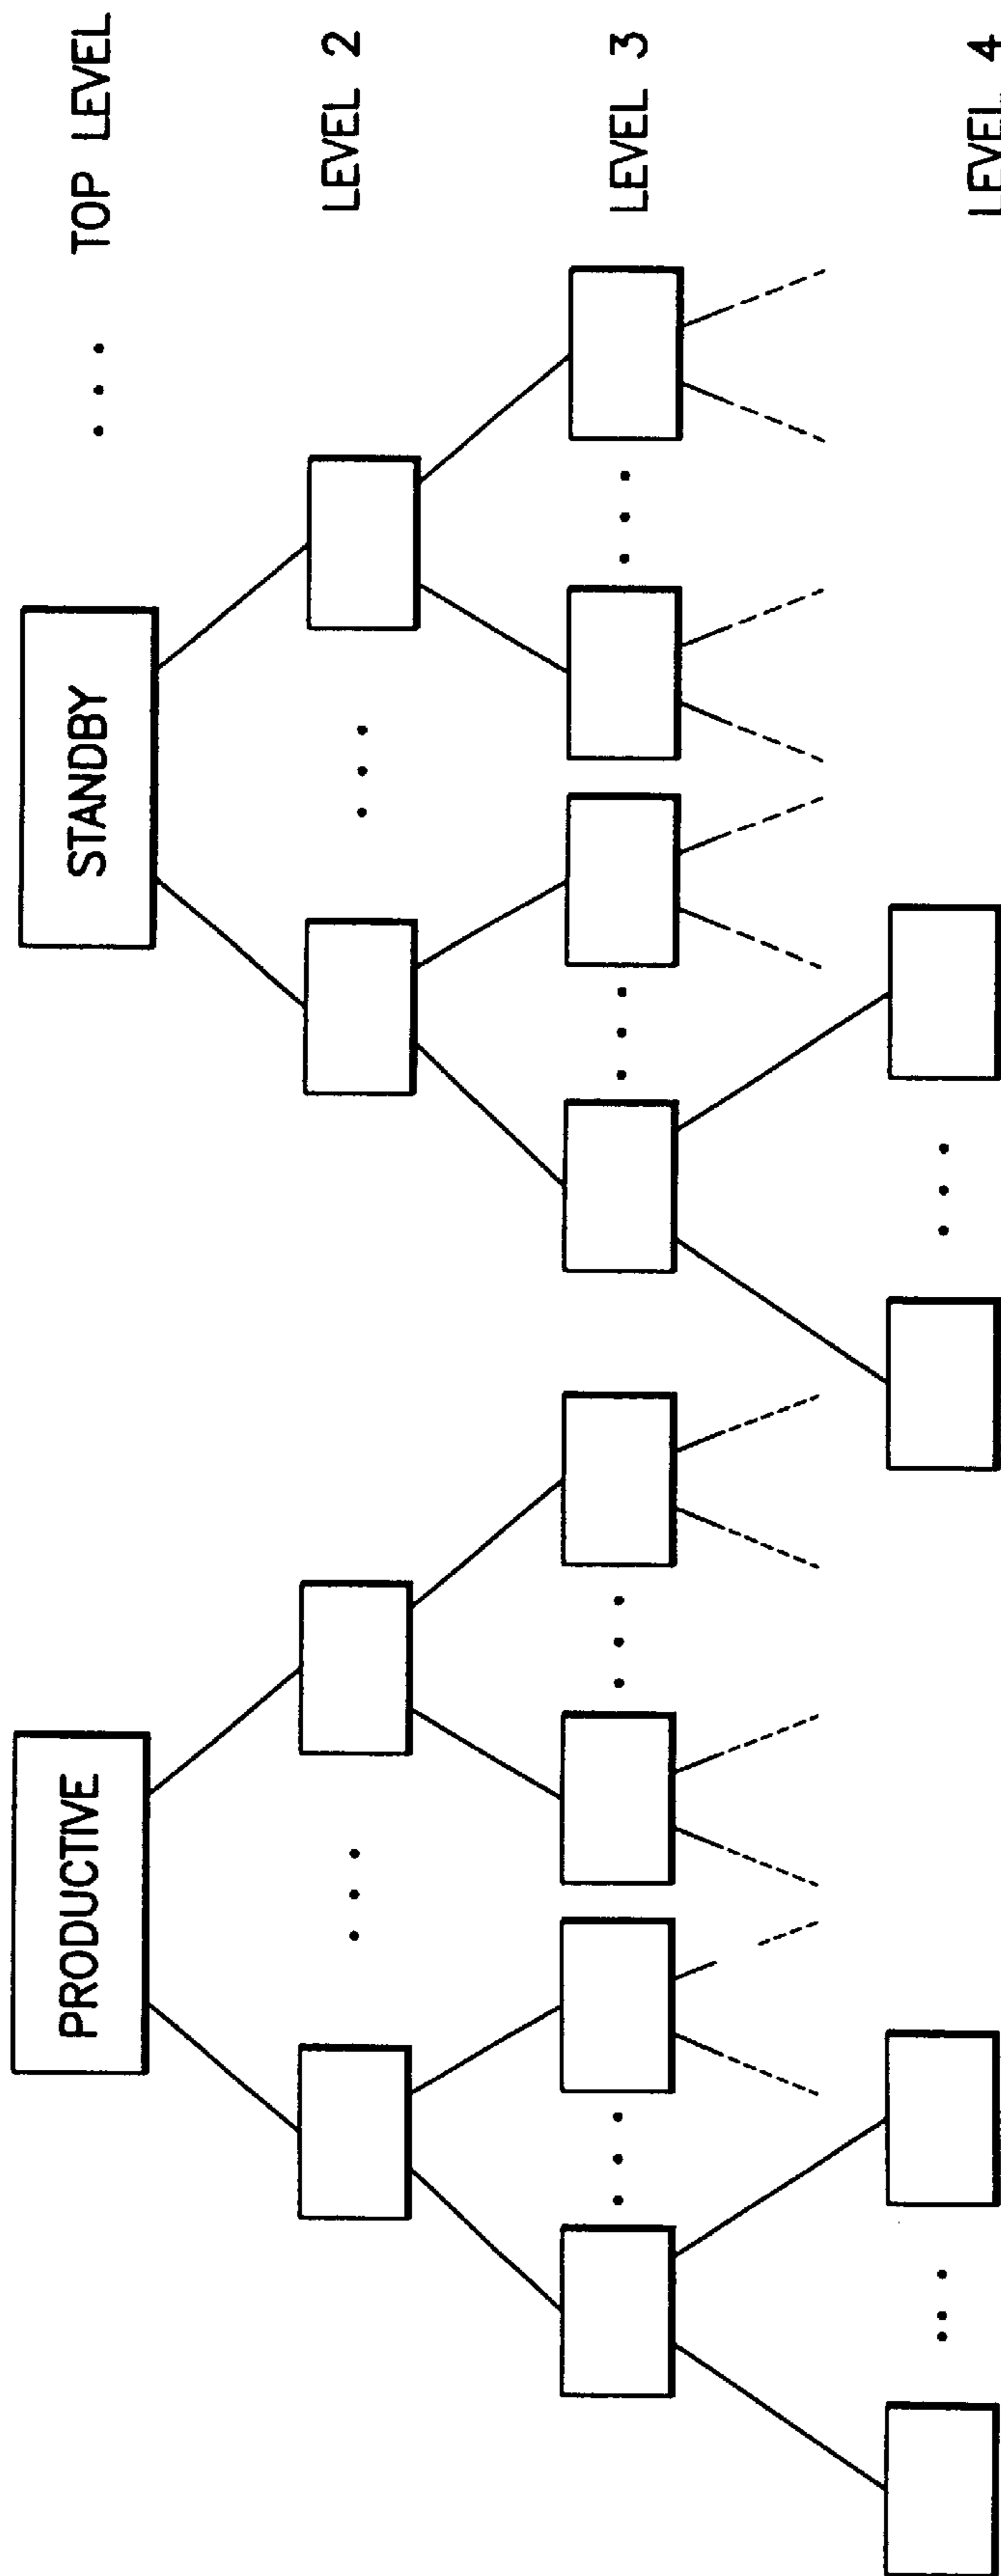 PRODUCTIVE
STANDBY
. . . TOP LEVEL
LEVEL 2
LEVEL 3
LEVEL 4